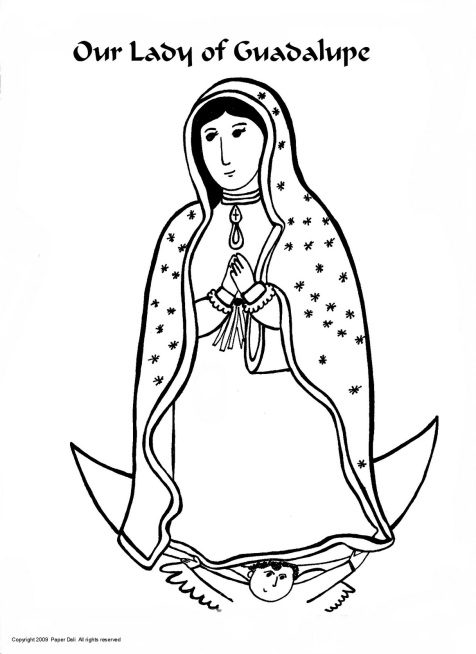 Our Lady of Guadalupe
Copyright 2009 Paper Dali All rights reserved